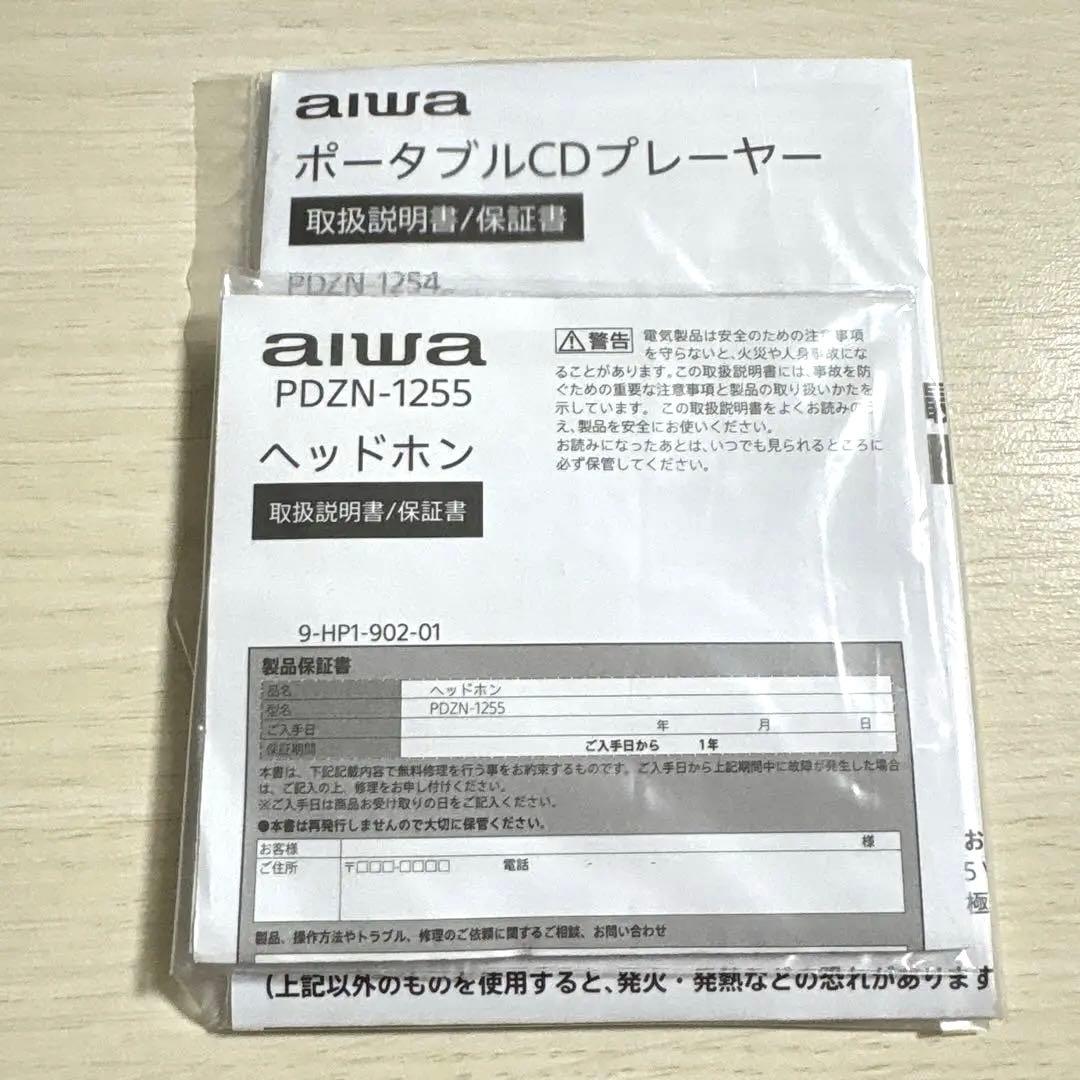 aiwa
ポータブルCDプレーヤー
取扱説明書/保証書
PDZN-1254
aiwa
PDZN-1255
ヘッドホン
取扱説明書/保証書
警告 電気製品は安全のための注意事項
を守らないと、火災や人身事故にな
ることがあります。この取扱説明書には、事故を防
ぐための重要な注意事項と製品の取り扱いかたを
示しています。 この取扱説明書をよくお読みのう
え、製品を安全にお使いください。
お読みになったあとは、いつでも見られるところに
必ず保管してください。
9-HP1-902-01
製品保証書
品名 ヘッドホン
型名 PDZN-1255
ご入手日 年 月 日
保証期間 ご入手日から 1年
本書は、下記記載内容で無料修理を行う事をお約束するものです。ご入手日から上記期間中に故障が発生した場合
は、ご記入の上、修理をお申し付けください。
※ご入手日は商品お受け取りの日をご記入ください。
●本書は再発行しませんので大切に保管ください。
お客様 様
ご住所 〒□□□-□□□□ 電話 - -
製品、操作方法やトラブル、修理のご依頼に関するご相談、お問い合わせ
お
5 V
極
(上記以外のものを使用すると、発火・発熱などの恐れがあります